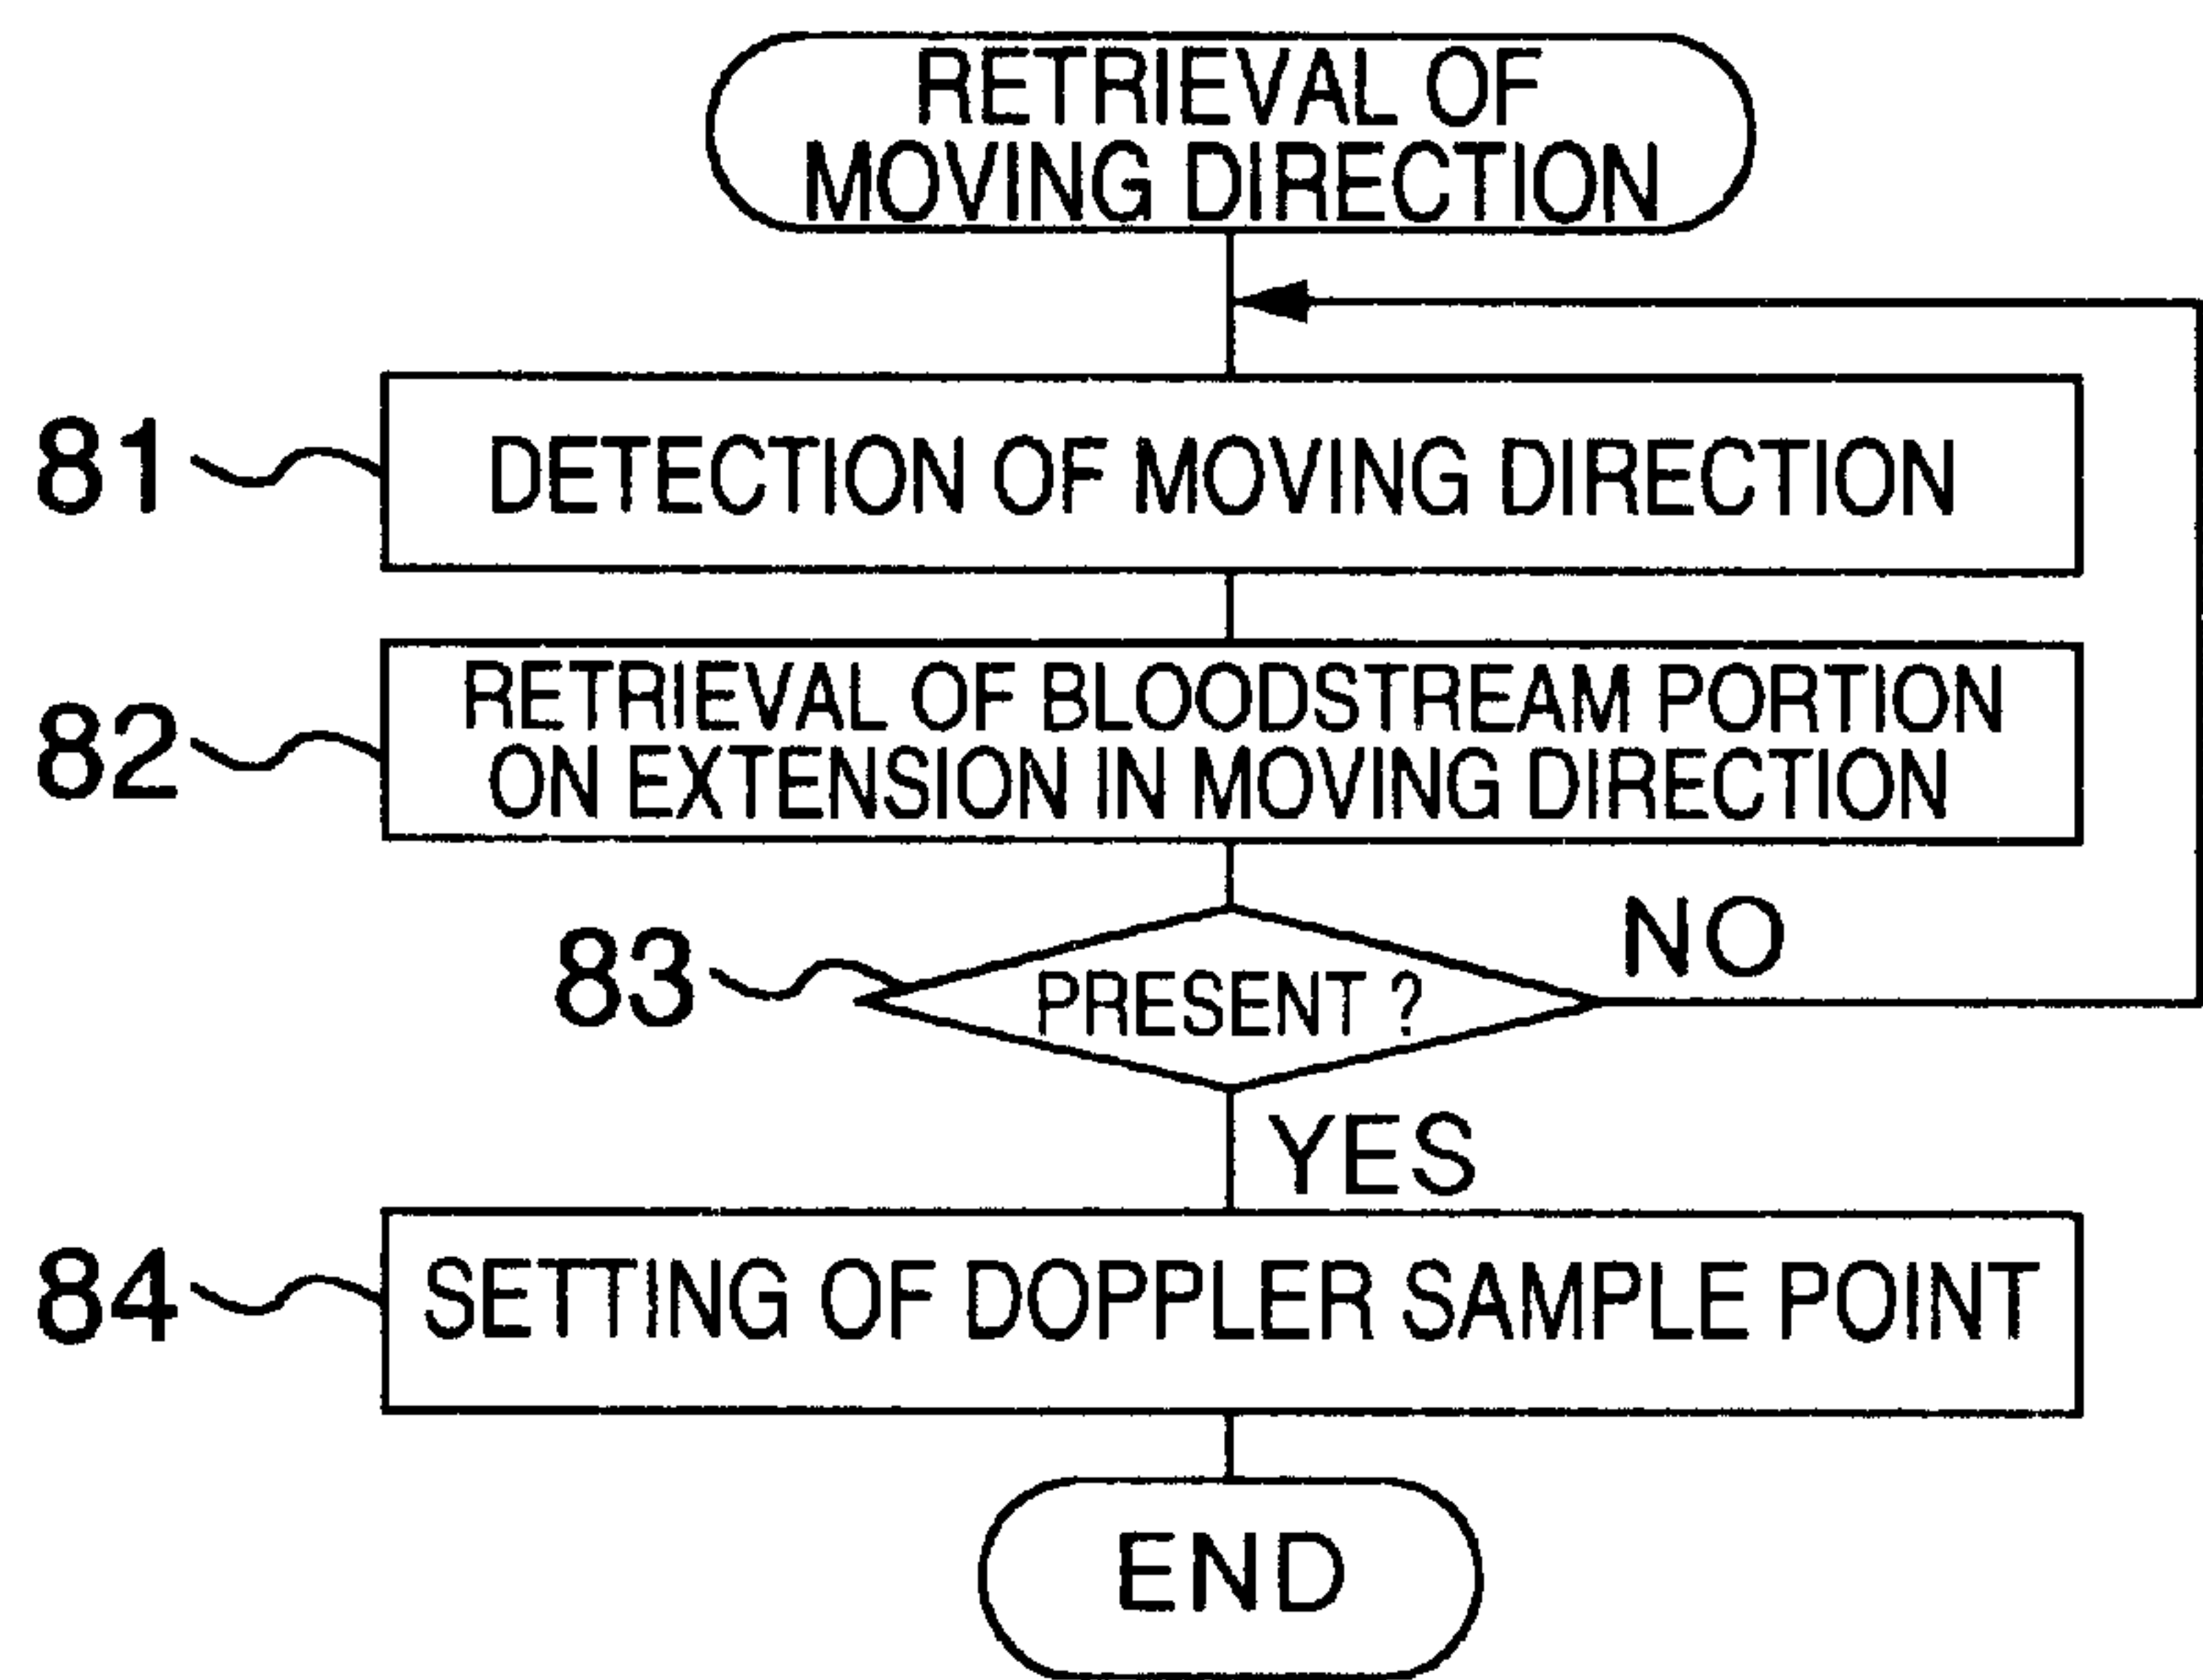 RETRIEVAL OF
MOVING DIRECTION
81
DETECTION OF MOVING DIRECTION
82
RETRIEVAL OF BLOODSTREAM PORTION
ON EXTENSION IN MOVING DIRECTION
83
PRESENT ?
NO
YES
84
SETTING OF DOPPLER SAMPLE POINT
END